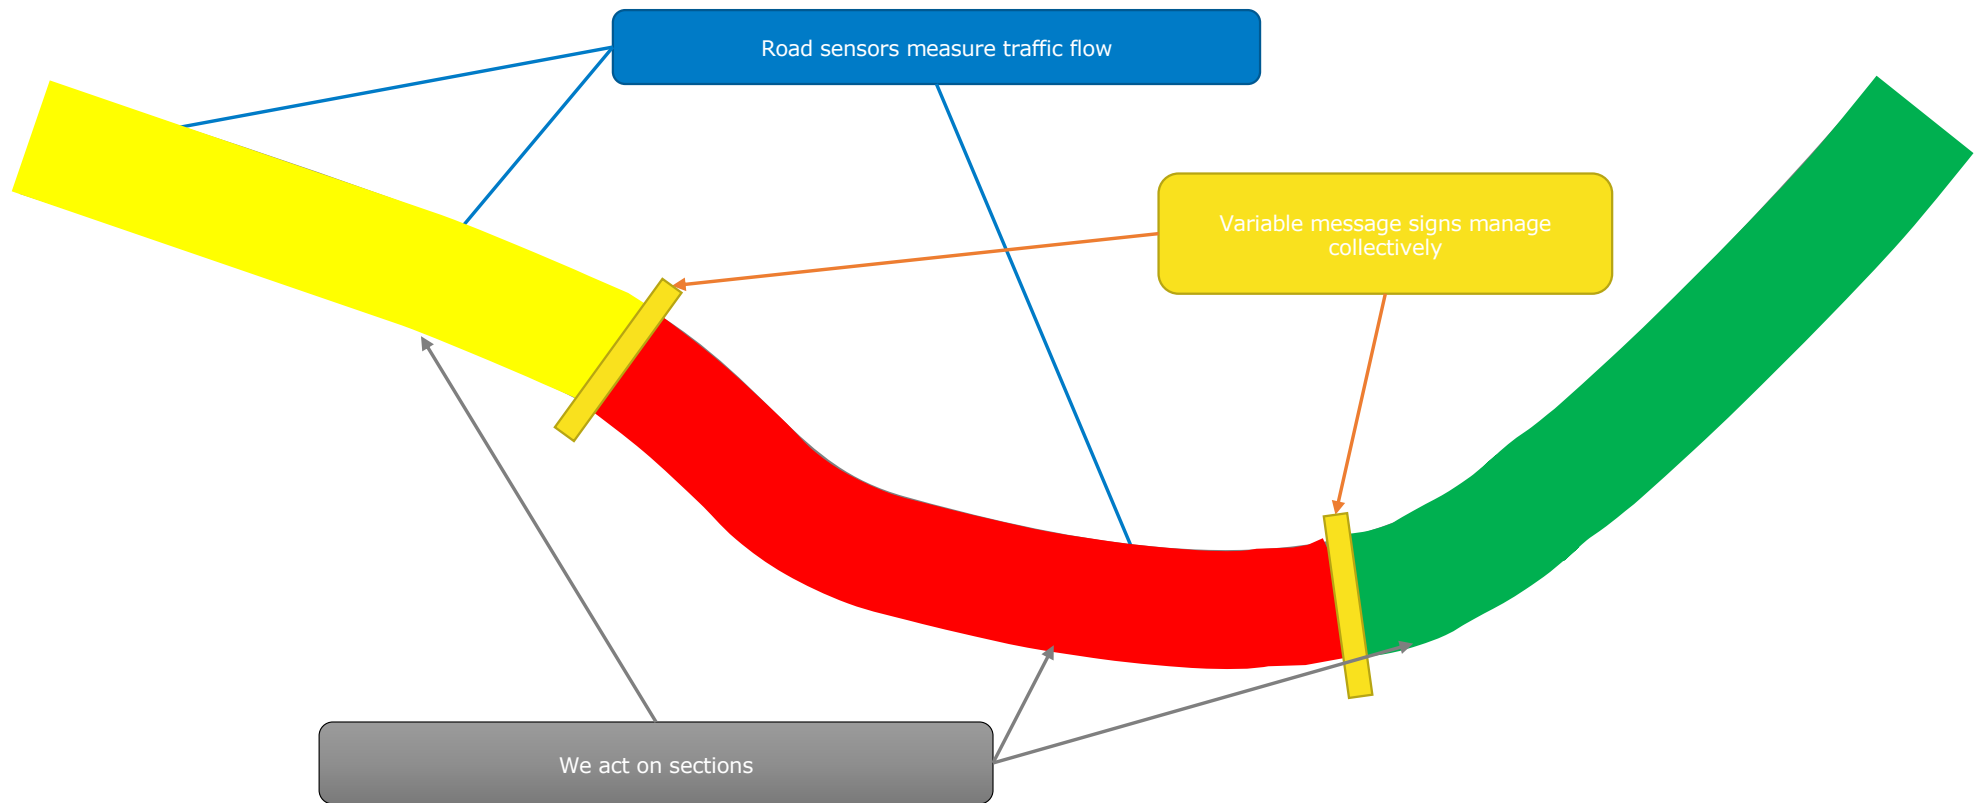 Road sensors measure traffic flow
Variable message signs manage
collectively
We act on sections